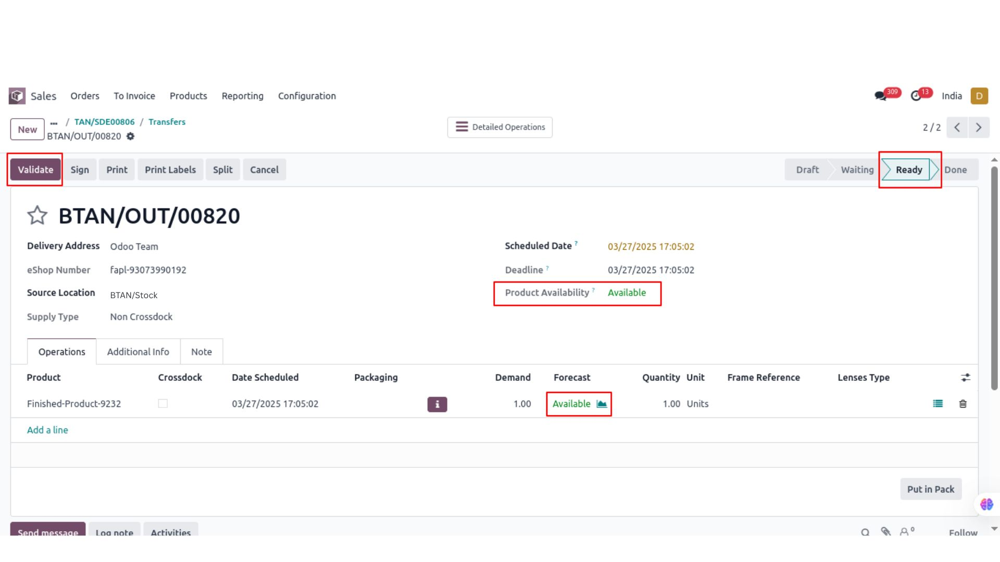 Sales Orders To Invoice Products Reporting Configuration 309 13 India D
New ... / TAN/SDE00806 / Transfers
BTAN/OUT/00820
Detailed Operations
2 / 2
Validate Sign Print Print Labels Split Cancel
Draft Waiting Ready Done
BTAN/OUT/00820
Delivery Address Odoo Team
eShop Number fapl-93073990192
Source Location BTAN/Stock
Supply Type Non Crossdock
Scheduled Date ? 03/27/2025 17:05:02
Deadline ? 03/27/2025 17:05:02
Product Availability ? Available
Operations Additional Info Note
Product Crossdock Date Scheduled Packaging Demand Forecast Quantity Unit Frame Reference Lenses Type
Finished-Product-9232 03/27/2025 17:05:02 i 1.00 Available 1.00 Units
Add a line
Put in Pack
Send message Log note Activities 0 Follow